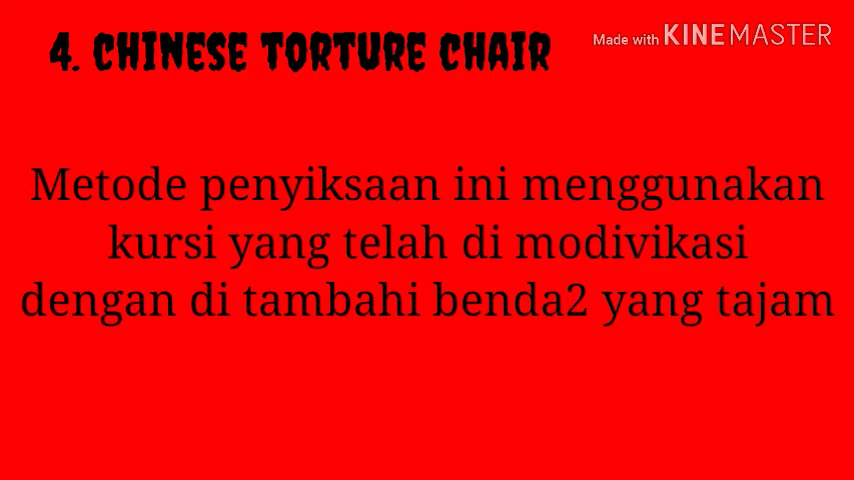 4. CHINESE TORTURE CHAIR
Made with KINEMASTER
Metode penyiksaan ini menggunakan
kursi yang telah di modivikasi
dengan di tambahi benda2 yang tajam